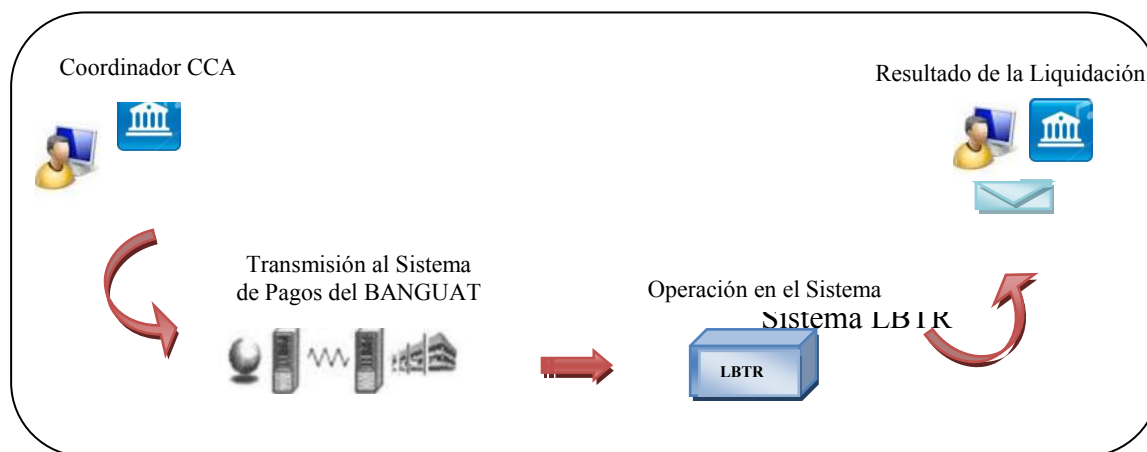 Coordinador CCA
Resultado de la Liquidación
Transmisión al Sistema
de Pagos del BANGUAT
Operación en el Sistema
Sistema LBTR
LBTR